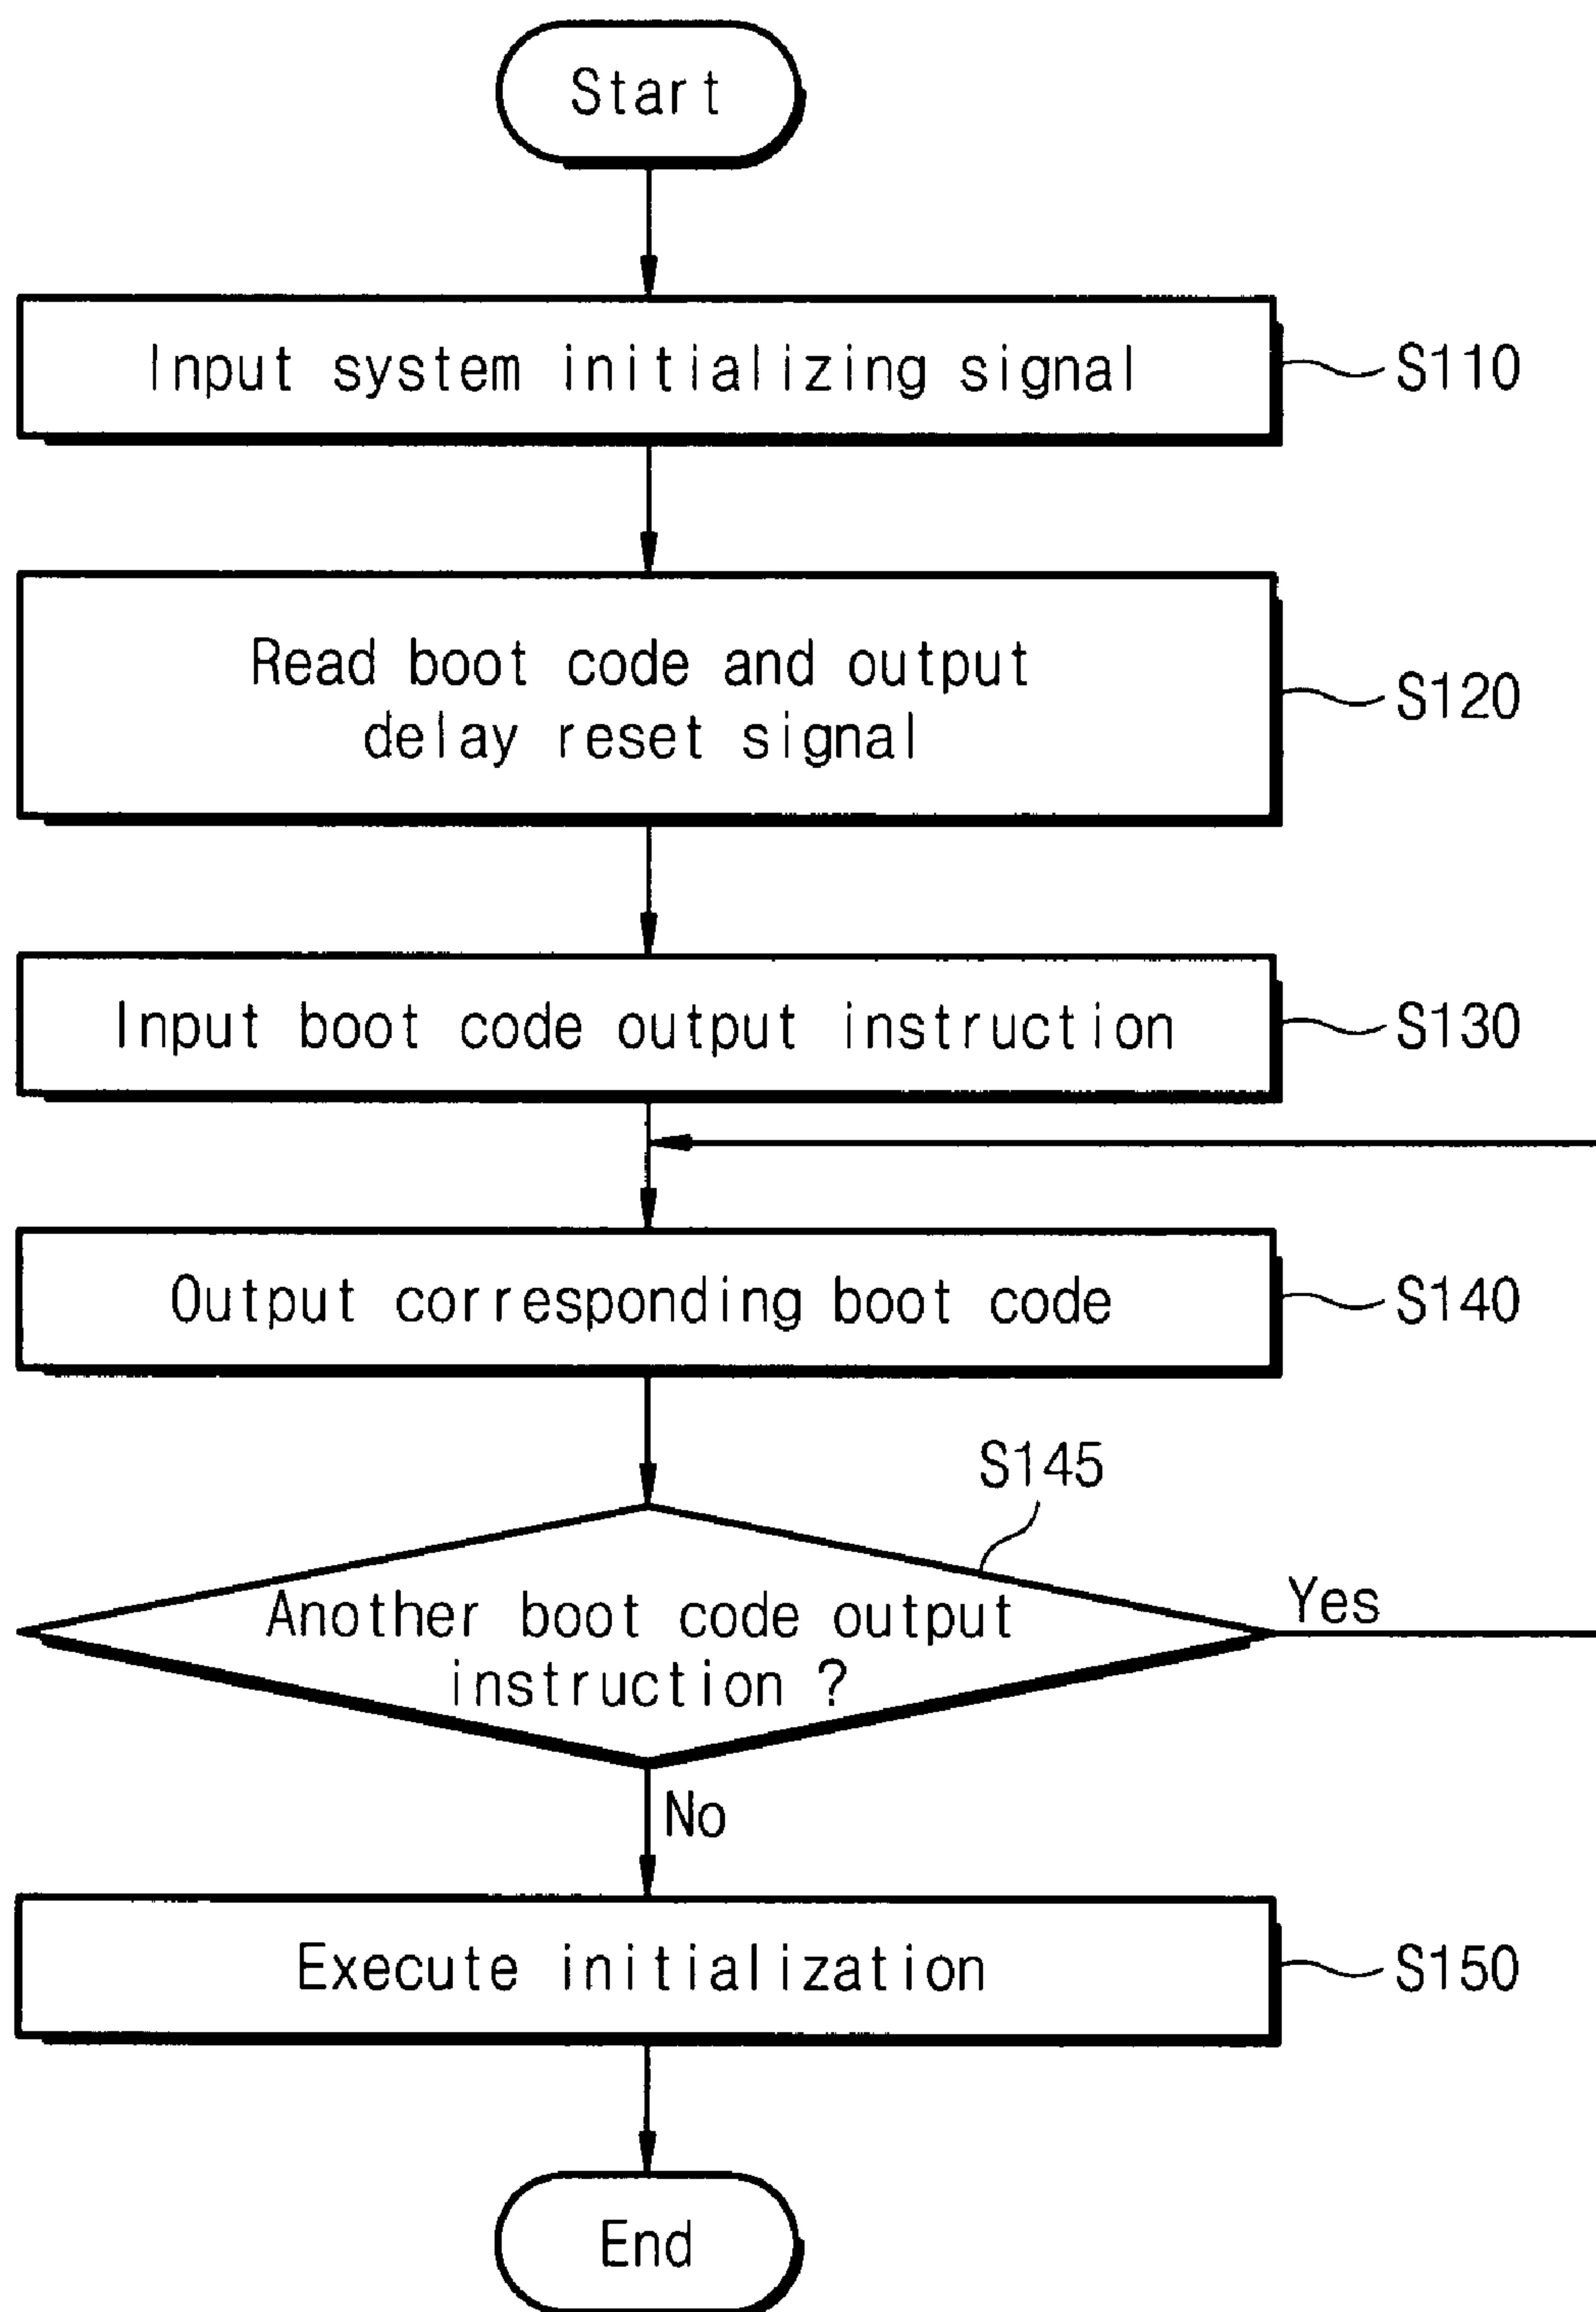 Start
Input system initializing signal
S110
Read boot code and output
delay reset signal
S120
Input boot code output instruction
S130
Output corresponding boot code
S140
S145
Another boot code output
instruction ?
Yes
No
Execute initialization
S150
End